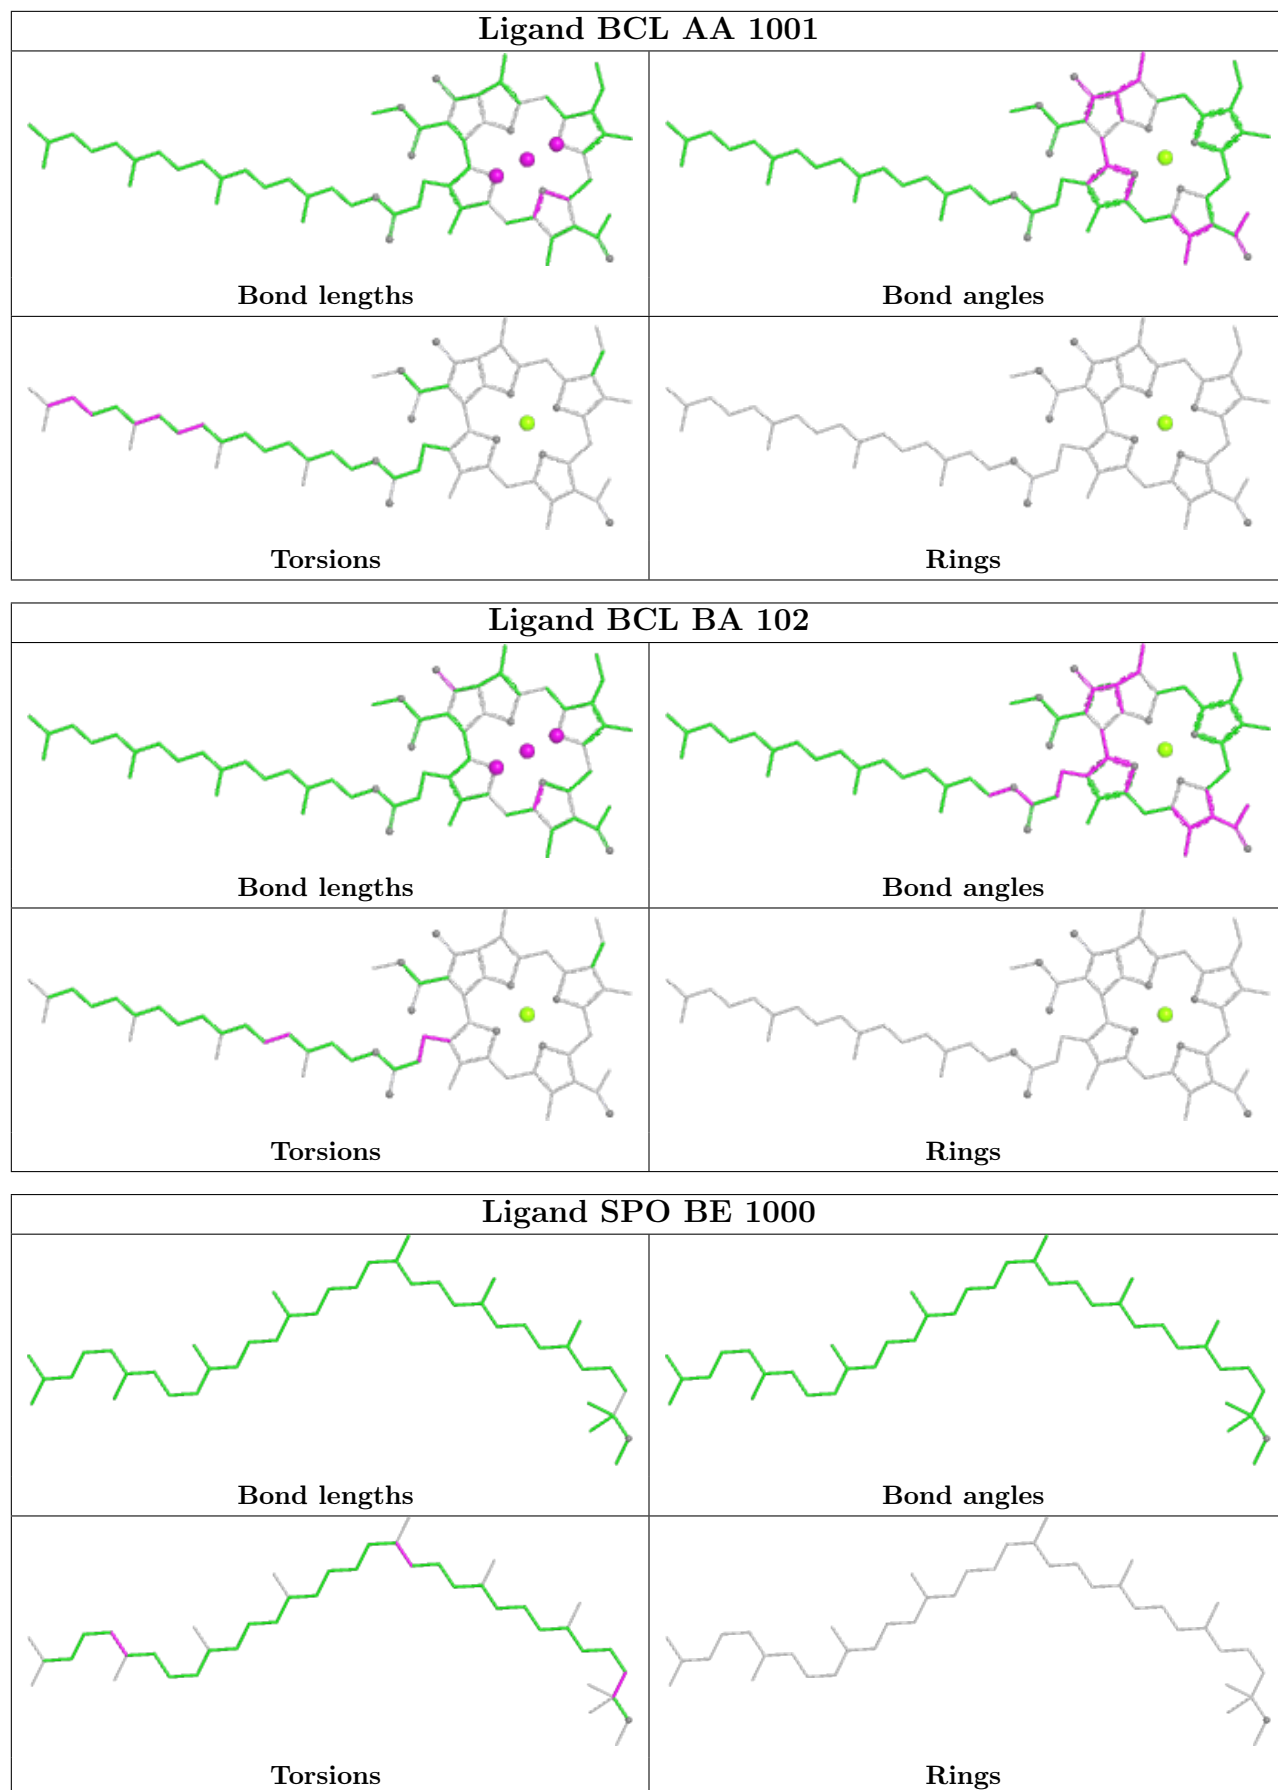 Ligand BCL AA 1001
Bond lengths
Bond angles
Torsions
Rings
Ligand BCL BA 102
Bond lengths
Bond angles
Torsions
Rings
Ligand SPO BE 1000
Bond lengths
Bond angles
Torsions
Rings